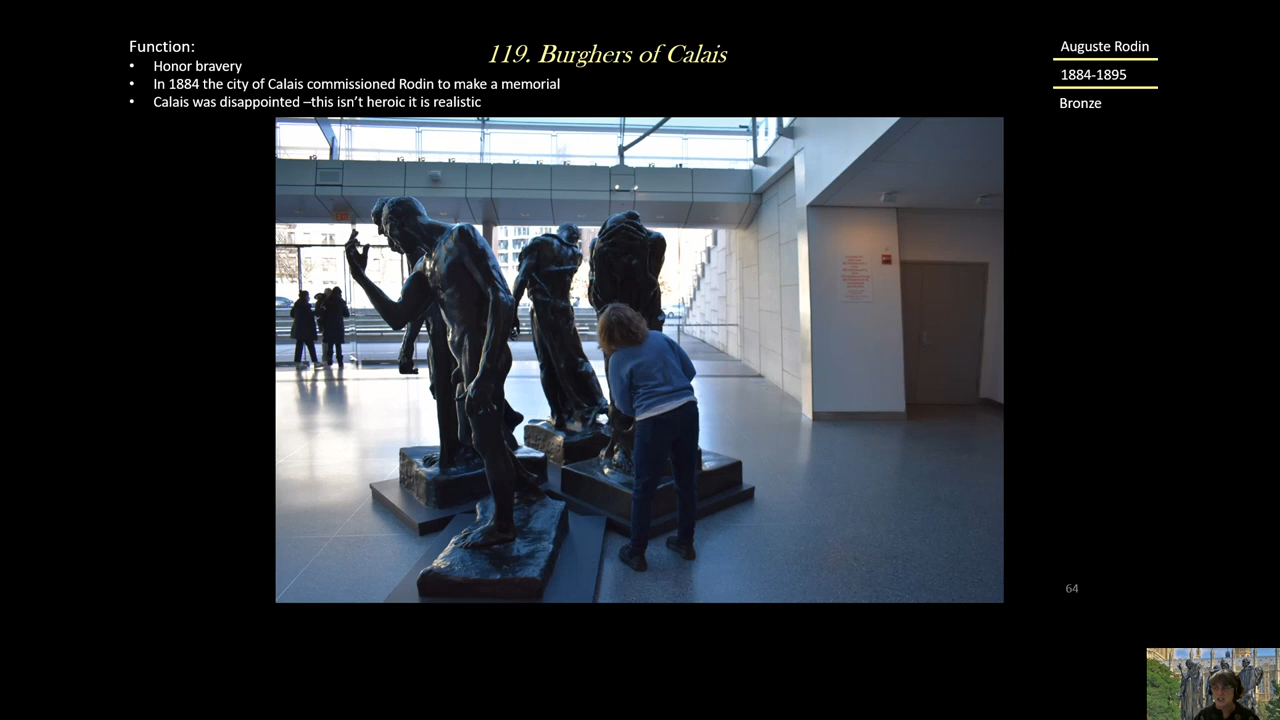 Function:
119. Burghers of Calais
Auguste Rodin
• Honor bravery
1884-1895
• In 1884 the city of Calais commissioned Rodin to make a memorial
• Calais was disappointed –this isn't heroic it is realistic
Bronze
64